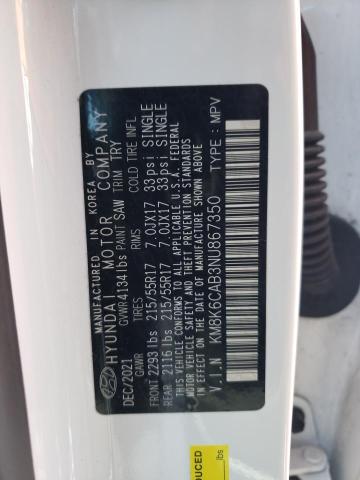 MANUFACTURED IN KOREA BY
HYUNDAI MOTOR COMPANY
DEC/2021 GVWR 4134lbs PAINT SAW TRIM TRY
GAWR TIRES RIMS COLD TIRE INFL.
FRONT 2293lbs 215/55R17 7.0JX17 33psi SINGLE
REAR 2116lbs 215/55R17 7.0JX17 33psi SINGLE
THIS VEHICLE CONFORMS TO ALL APPLICABLE U.S.A. FEDERAL
MOTOR VEHICLE SAFETY, BUMPER, AND THEFT PREVENTION STANDARDS
IN EFFECT ON THE DATE OF MANUFACTURE SHOWN ABOVE.
V.I.N KM8K6CAB3NU867350 TYPE : MPV
DUCED
lbs